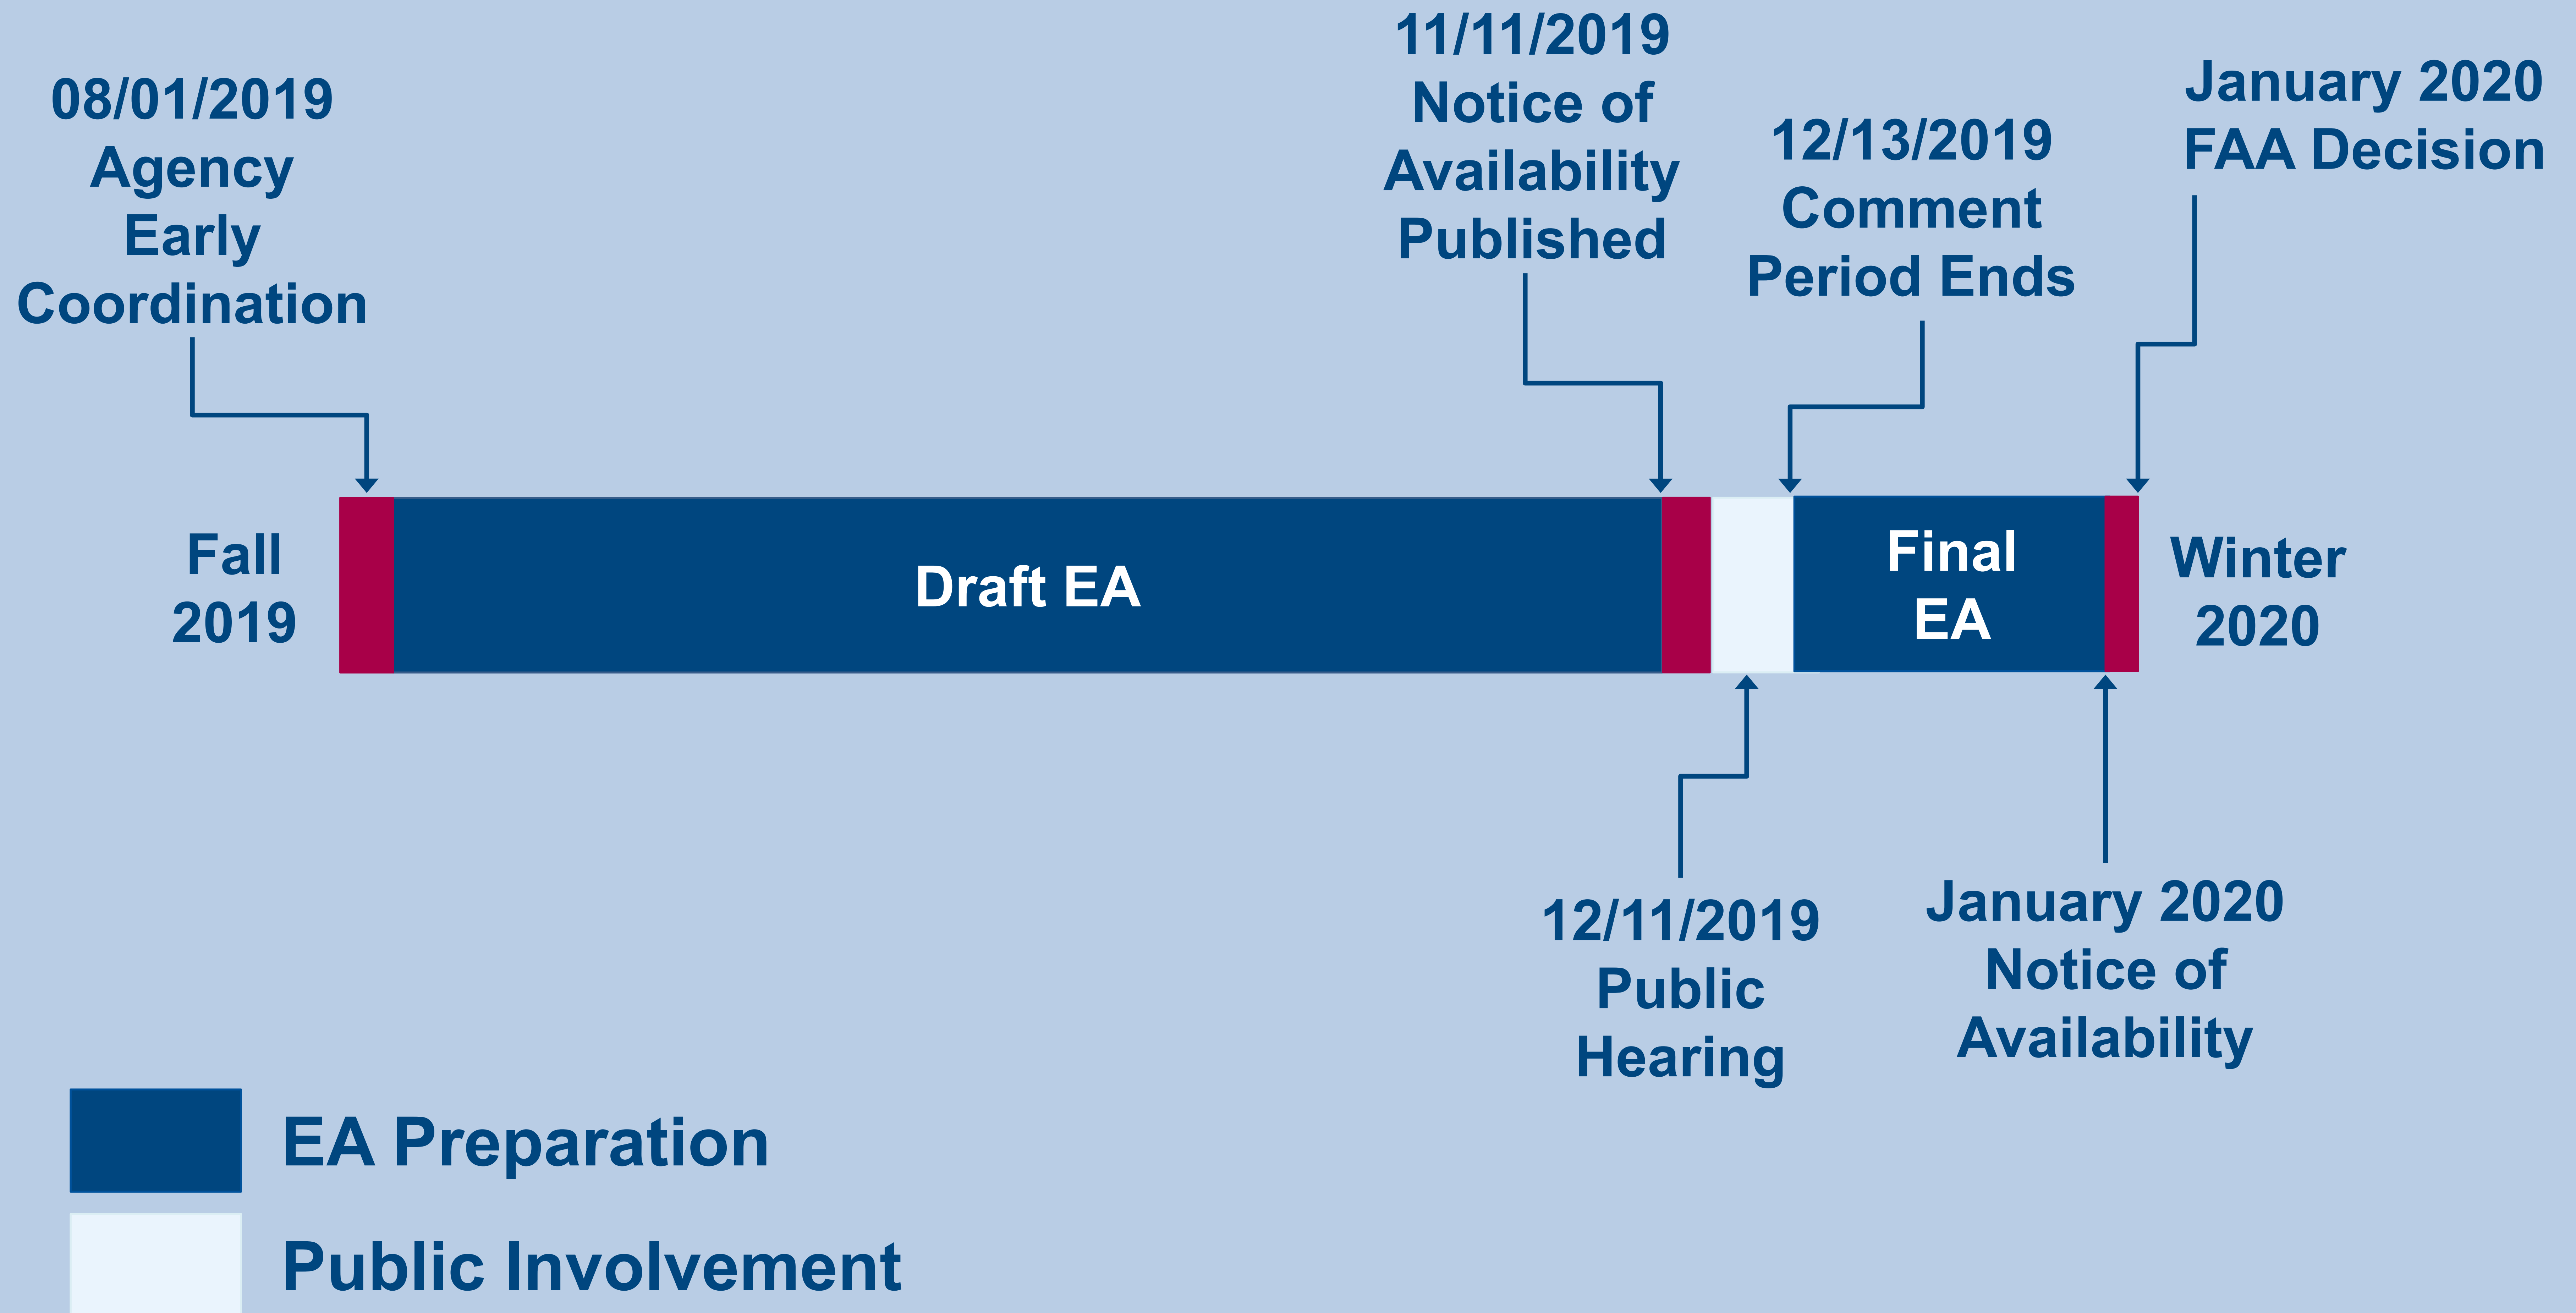 08/01/2019
Agency
Early
Coordination
11/11/2019
Notice of
Availability
Published
12/13/2019
Comment
Period Ends
January 2020
FAA Decision
Fall
2019
Draft EA
Final
EA
Winter
2020
12/11/2019
Public
Hearing
January 2020
Notice of
Availability
EA Preparation
Public Involvement